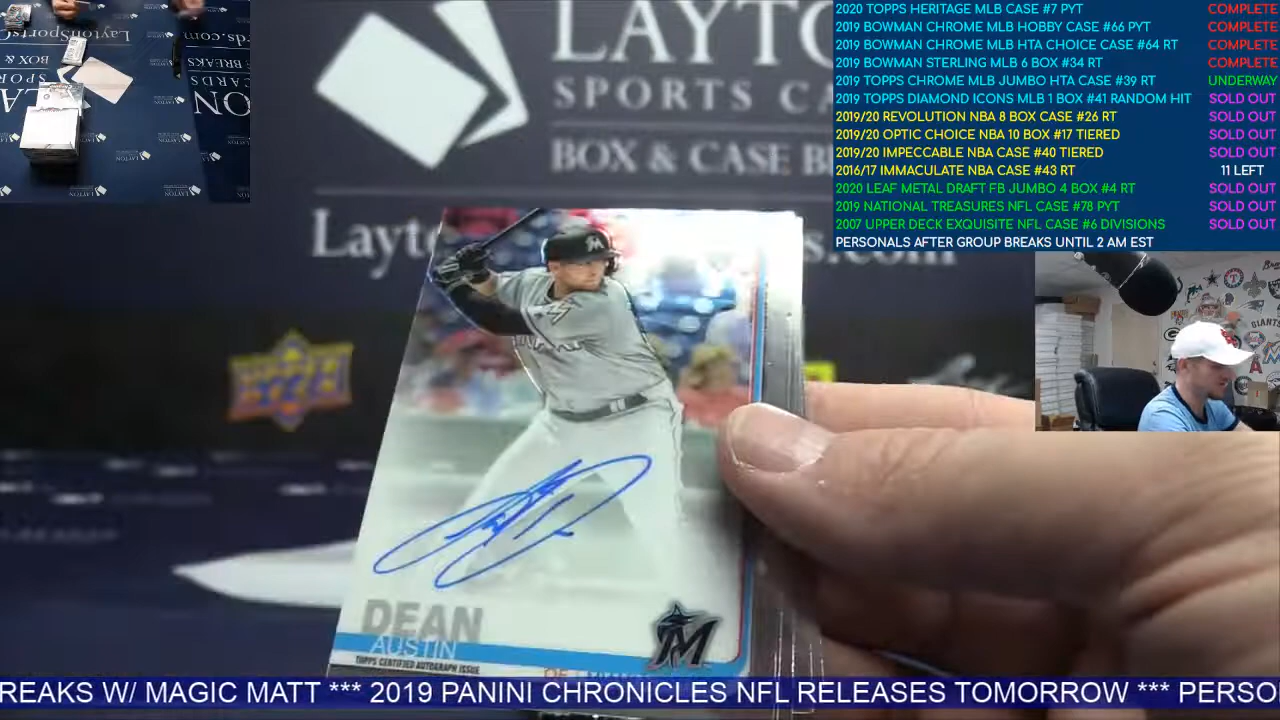 2020 TOPPS HERITAGE MLB CASE #7 PYT COMPLETE
2019 BOWMAN CHROME MLB HOBBY CASE #66 PYT COMPLETE
2019 BOWMAN CHROME MLB HTA CHOICE CASE #64 RT COMPLETE
2019 BOWMAN STERLING MLB 6 BOX #34 RT COMPLETE
2019 TOPPS CHROME MLB JUMBO HTA CASE #39 RT UNDERWAY
2019 TOPPS DIAMOND ICONS MLB 1 BOX #41 RANDOM HIT SOLD OUT
2019/20 REVOLUTION NBA 8 BOX CASE #26 RT SOLD OUT
2019/20 OPTIC CHOICE NBA 10 BOX #17 TIERED SOLD OUT
2019/20 IMPECCABLE NBA CASE #40 TIERED SOLD OUT
2016/17 IMMACULATE NBA CASE #43 RT 11 LEFT
2020 LEAF METAL DRAFT FB JUMBO 4 BOX #4 RT SOLD OUT
2019 NATIONAL TREASURES NFL CASE #78 PYT SOLD OUT
2007 UPPER DECK EXQUISITE NFL CASE #6 DIVISIONS SOLD OUT
PERSONALS AFTER GROUP BREAKS UNTIL 2 AM EST
LAYTO
SPORTS CA
BOX & CASE B
Layt
.com
DEAN
AUSTIN
TOPPS CERTIFIED AUTOGRAPH ISSUE
OF
M
REAKS W/ MAGIC MATT *** 2019 PANINI CHRONICLES NFL RELEASES TOMORROW *** PERSO